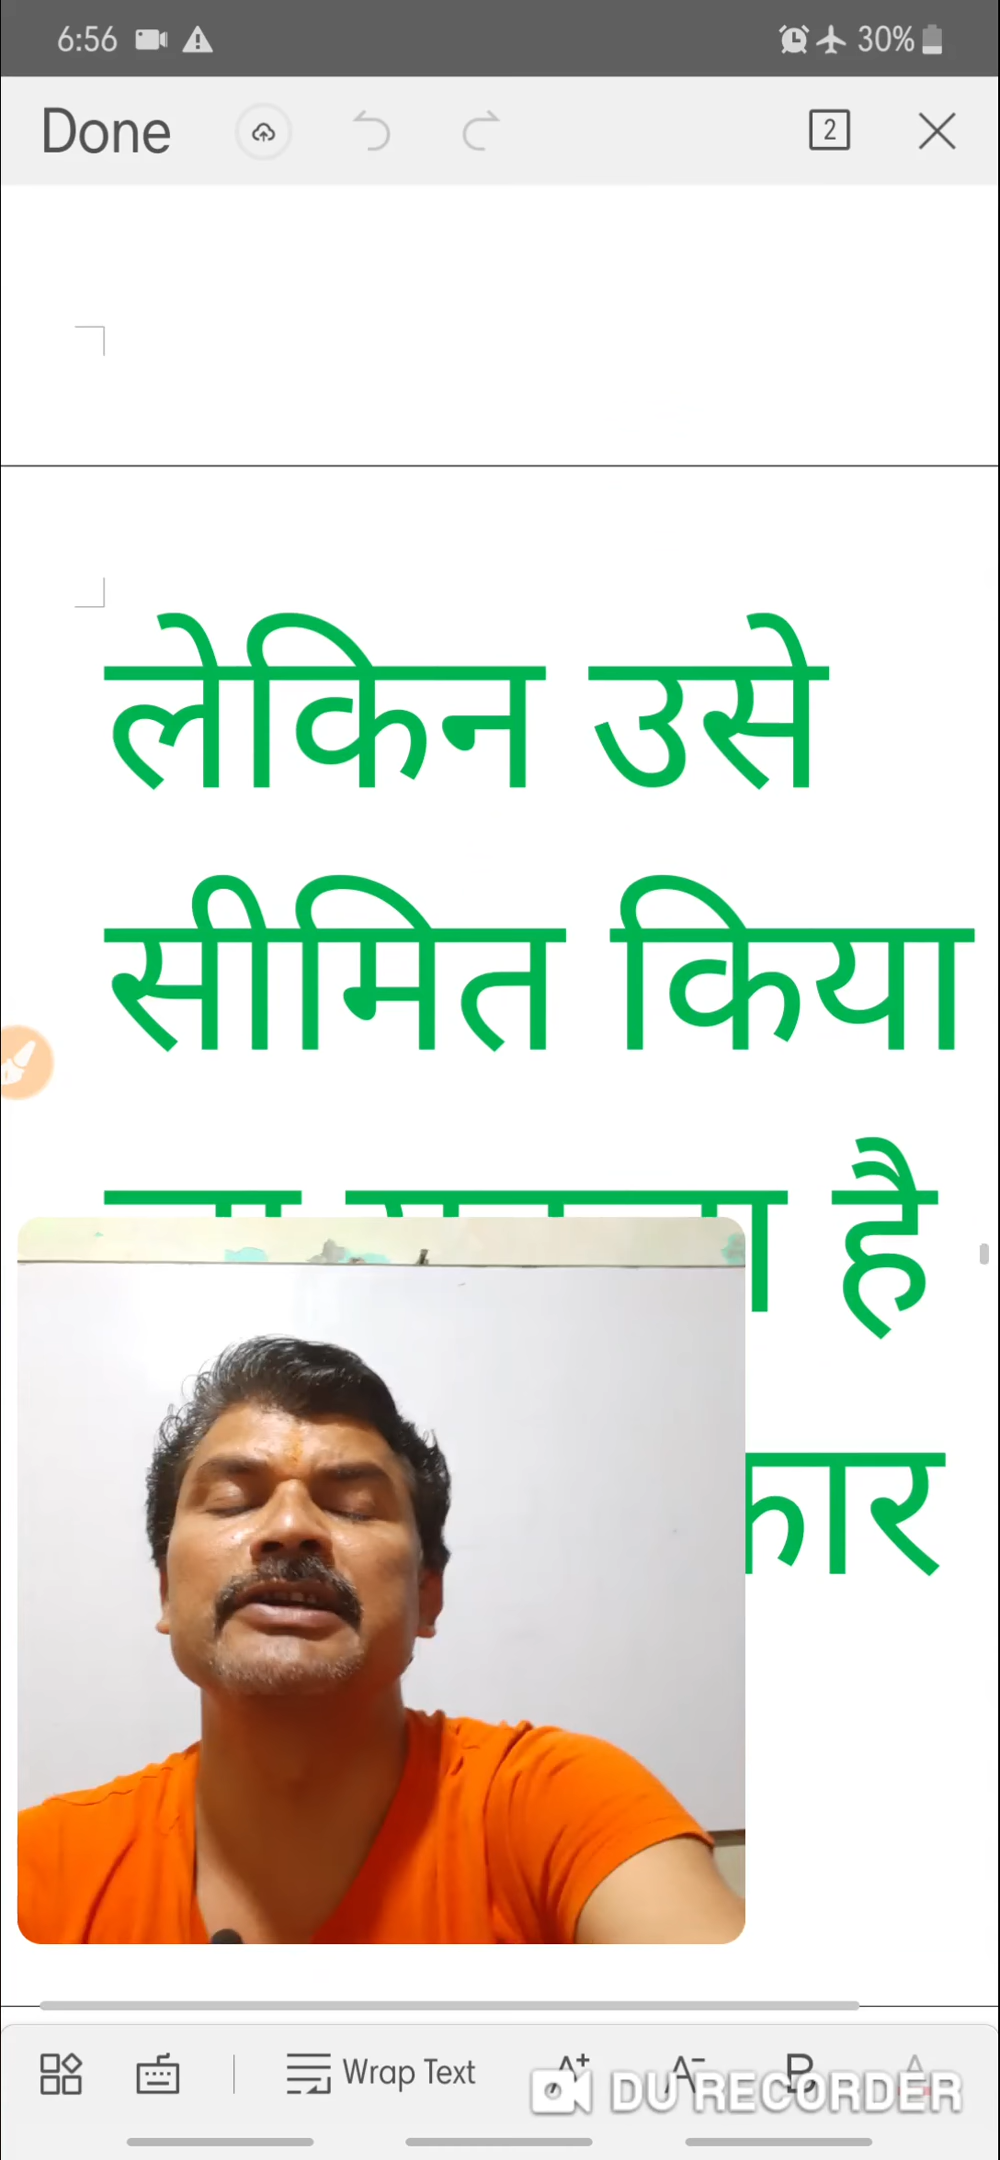 6:56 30%
Done 2
लेकिन उसे
सीमित किया
है
Wrap Text A+ A- B A
DU RECORDER